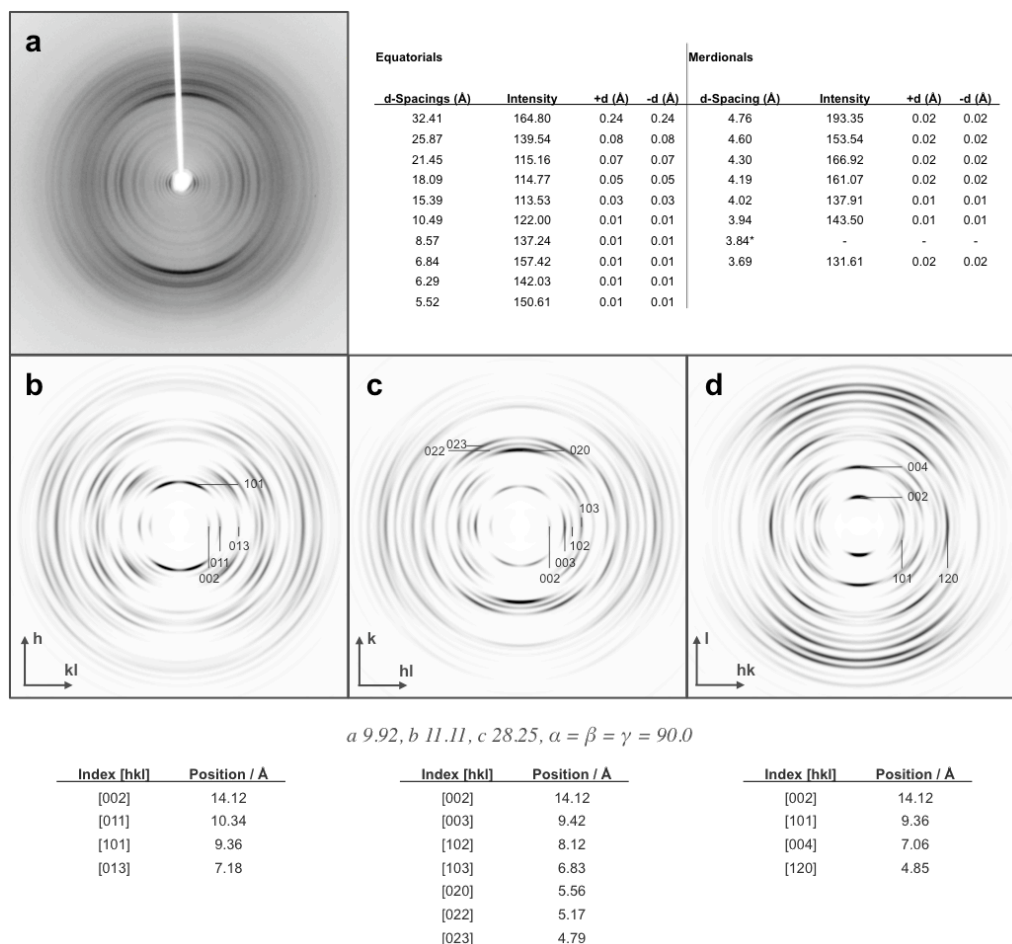 a
Equatorials Merdionals
d-Spacings (Å) Intensity +d (Å) -d (Å) d-Spacing (Å) Intensity +d (Å) -d (Å)
32.41 164.80 0.24 0.24 4.76 193.35 0.02 0.02
25.87 139.54 0.08 0.08 4.60 153.54 0.02 0.02
21.45 115.16 0.07 0.07 4.30 166.92 0.02 0.02
18.09 114.77 0.05 0.05 4.19 161.07 0.02 0.02
15.39 113.53 0.03 0.03 4.02 137.91 0.01 0.01
10.49 122.00 0.01 0.01 3.94 143.50 0.01 0.01
8.57 137.24 0.01 0.01 3.84* - - -
6.84 157.42 0.01 0.01 3.69 131.61 0.02 0.02
6.29 142.03 0.01 0.01
5.52 150.61 0.01 0.01
b
101
013
011
002
h
kl
c
023
022
020
103
102
003
002
k
hl
d
004
002
101
120
l
hk
a 9.92, b 11.11, c 28.25, α = β = γ = 90.0
Index [hkl] Position / Å
[002] 14.12
[011] 10.34
[101] 9.36
[013] 7.18
Index [hkl] Position / Å
[002] 14.12
[003] 9.42
[102] 8.12
[103] 6.83
[020] 5.56
[022] 5.17
[023] 4.79
Index [hkl] Position / Å
[002] 14.12
[101] 9.36
[004] 7.06
[120] 4.85